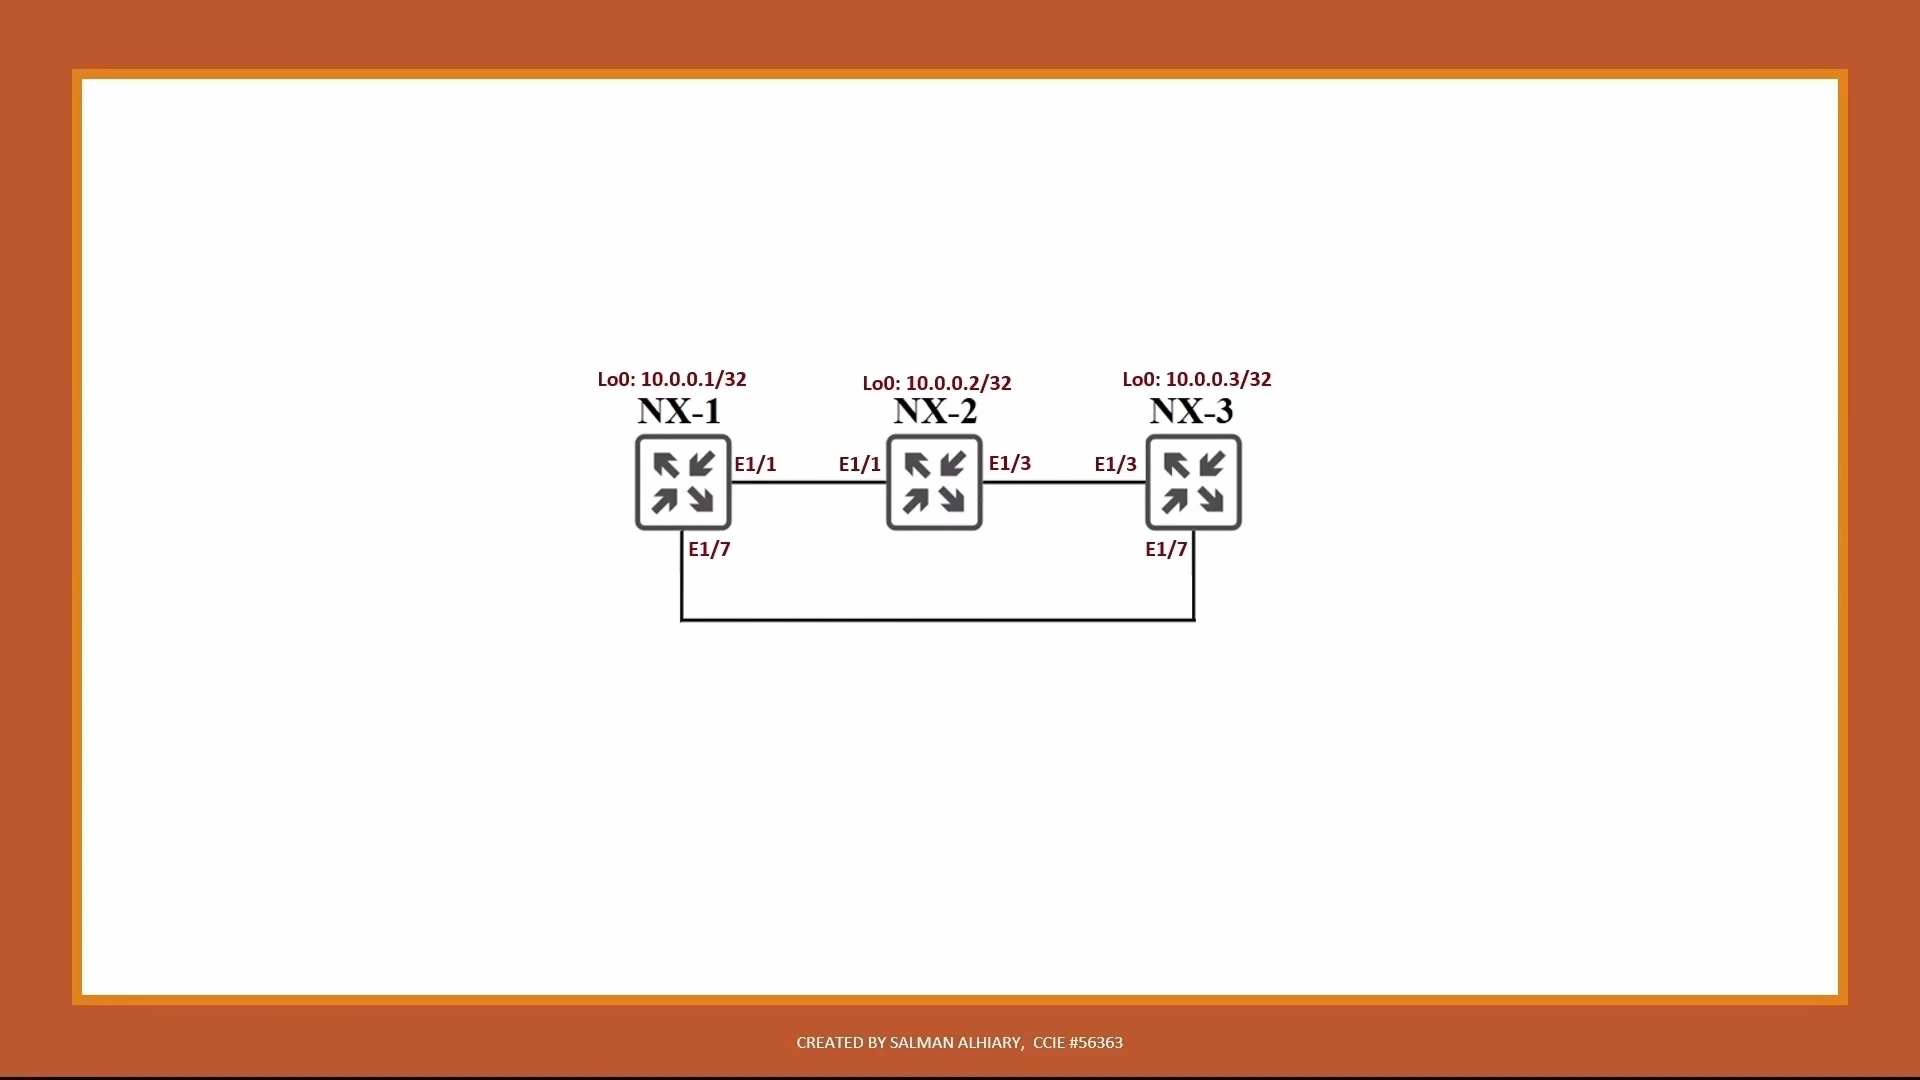 Lo0: 10.0.0.1/32
Lo0: 10.0.0.2/32
Lo0: 10.0.0.3/32
NX-1
NX-2
NX-3
E1/1
E1/1
E1/3
E1/3
E1/7
E1/7
CREATED BY SALMAN ALHIARY,  CCIE #56363